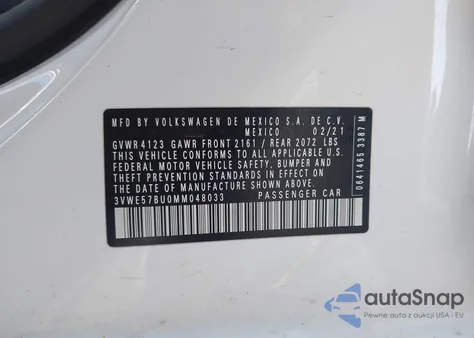 MFD BY VOLKSWAGEN DE MEXICO S.A. DE C.V.
MEXICO 02/21
GVWR 4123 GAWR FRONT 2161 / REAR 2072 LBS
THIS VEHICLE CONFORMS TO ALL APPLICABLE U.S.
FEDERAL MOTOR VEHICLE SAFETY, BUMPER AND
THEFT PREVENTION STANDARDS IN EFFECT ON THE
DATE OF MANUFACTURE SHOWN ABOVE.
3VWE57BU0MM048033 PASSENGER CAR
0641465 3387 M
autoSnap
Pewne auta z aukcji USA i EU